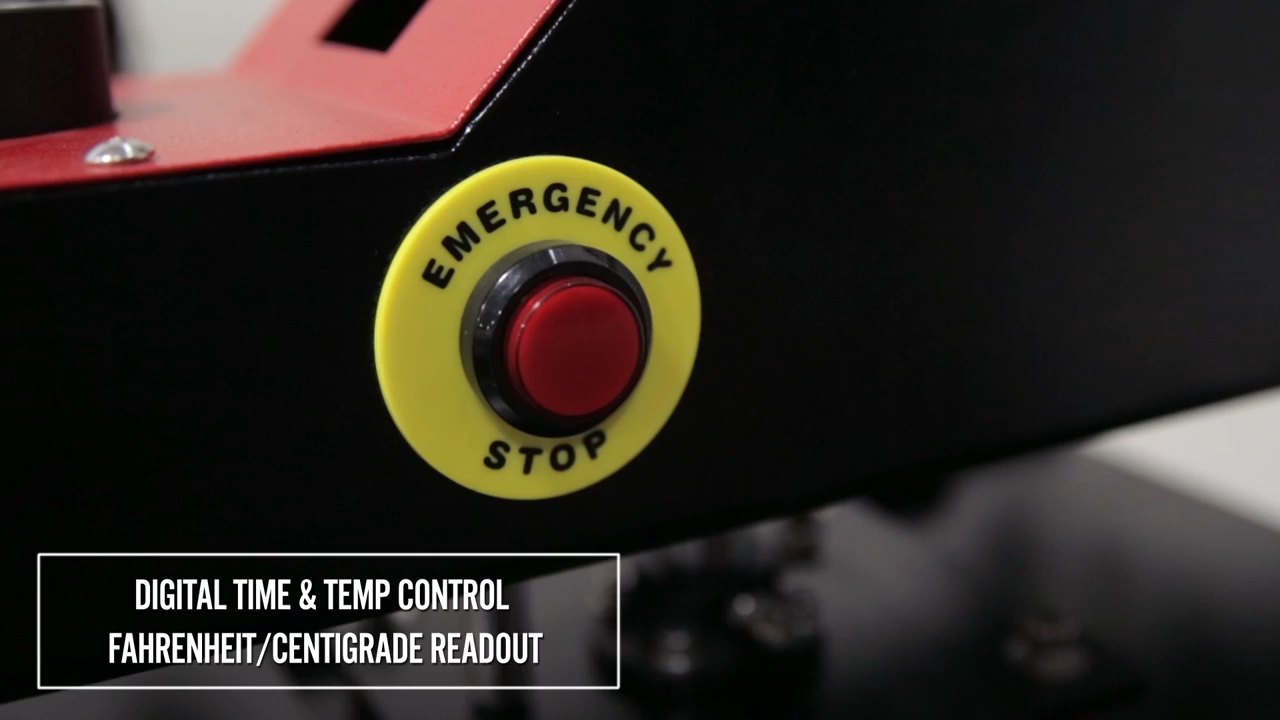 EMERGENCY
STOP
DIGITAL TIME & TEMP CONTROL
FAHRENHEIT/CENTIGRADE READOUT